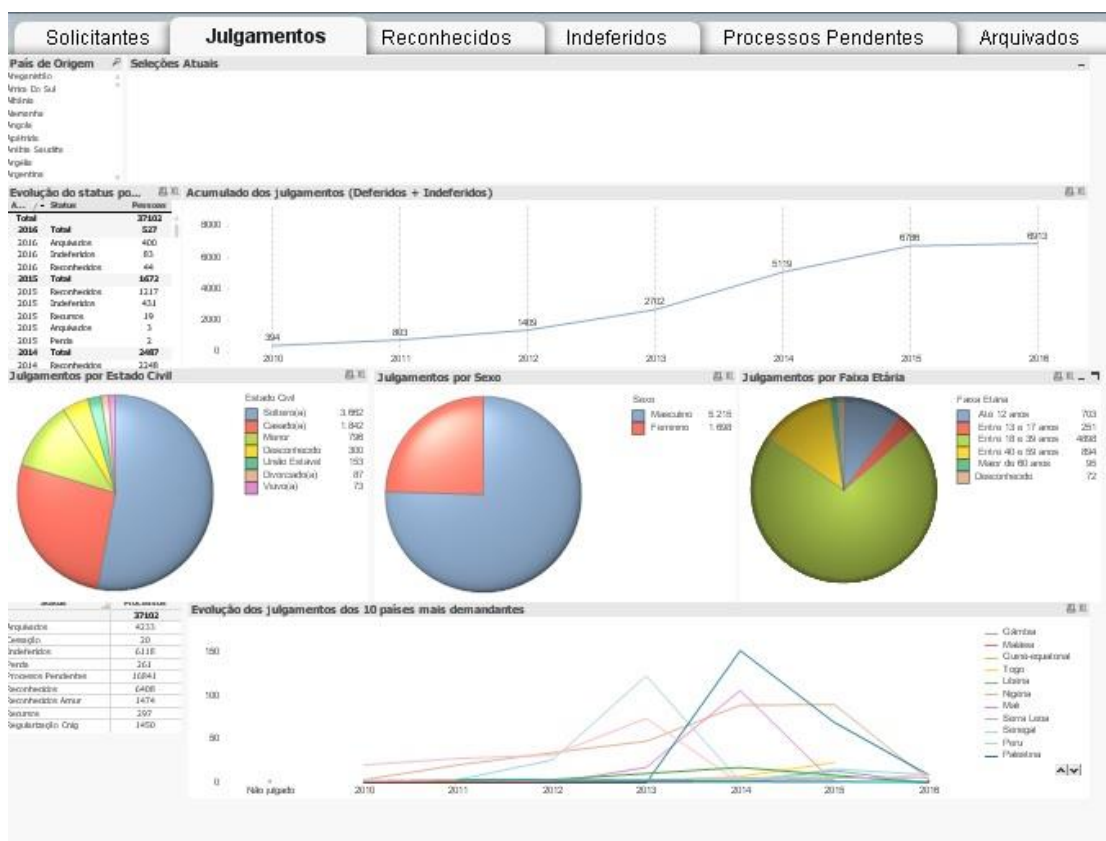 Solicitantes Julgamentos Reconhecidos Indeferidos Processos Pendentes Arquivados
País de Origem Seleções Atuais
Afeganistão
África Do Sul
Albânia
Alemanha
Angola
Apátrida
Arábia Saudita
Argélia
Argentina
Evolução do status po... Acumulado dos julgamentos (Deferidos + Indeferidos)
A... Status Pessoas
Total 37102
2016 Total 527
2016 Arquivados 400
2016 Indeferidos 83
2016 Reconhecidos 44
2015 Total 1672
2015 Reconhecidos 1217
2015 Indeferidos 431
2015 Recursos 19
2015 Arquivados 3
2015 Perda 2
2014 Total 2487
2014 Reconhecidos 2248
8000
6000
4000
2000
0
394 893 1489 2702 5119 6786 6913
2010 2011 2012 2013 2014 2015 2016
Julgamentos por Estado Civil
Estado Civil
Solteiro(a) 3.662
Casado(a) 1.842
Menor 796
Desconhecido 300
União Estável 153
Divorciado(a) 87
Viúvo(a) 73
Julgamentos por Sexo
Sexo
Masculino 5.215
Feminino 1.698
Julgamentos por Faixa Etária
Faixa Etária
Até 12 anos 703
Entre 13 e 17 anos 251
Entre 18 e 39 anos 4898
Entre 40 e 59 anos 894
Maior de 60 anos 95
Desconhecido 72
Status Processos
37102
Arquivados 4233
Cessação 20
Indeferidos 6118
Perda 261
Processos Pendentes 16841
Reconhecidos 6408
Reconhecidos Acnur 1474
Recursos 297
Regularização Cnig 1450
Evolução dos julgamentos dos 10 países mais demandantes
150
100
50
0
Não julgado 2010 2011 2012 2013 2014 2015 2016
Gâmbia
Malásia
Guiné-equatorial
Togo
Libéria
Nigéria
Mali
Serra Leoa
Senegal
Peru
Palestina